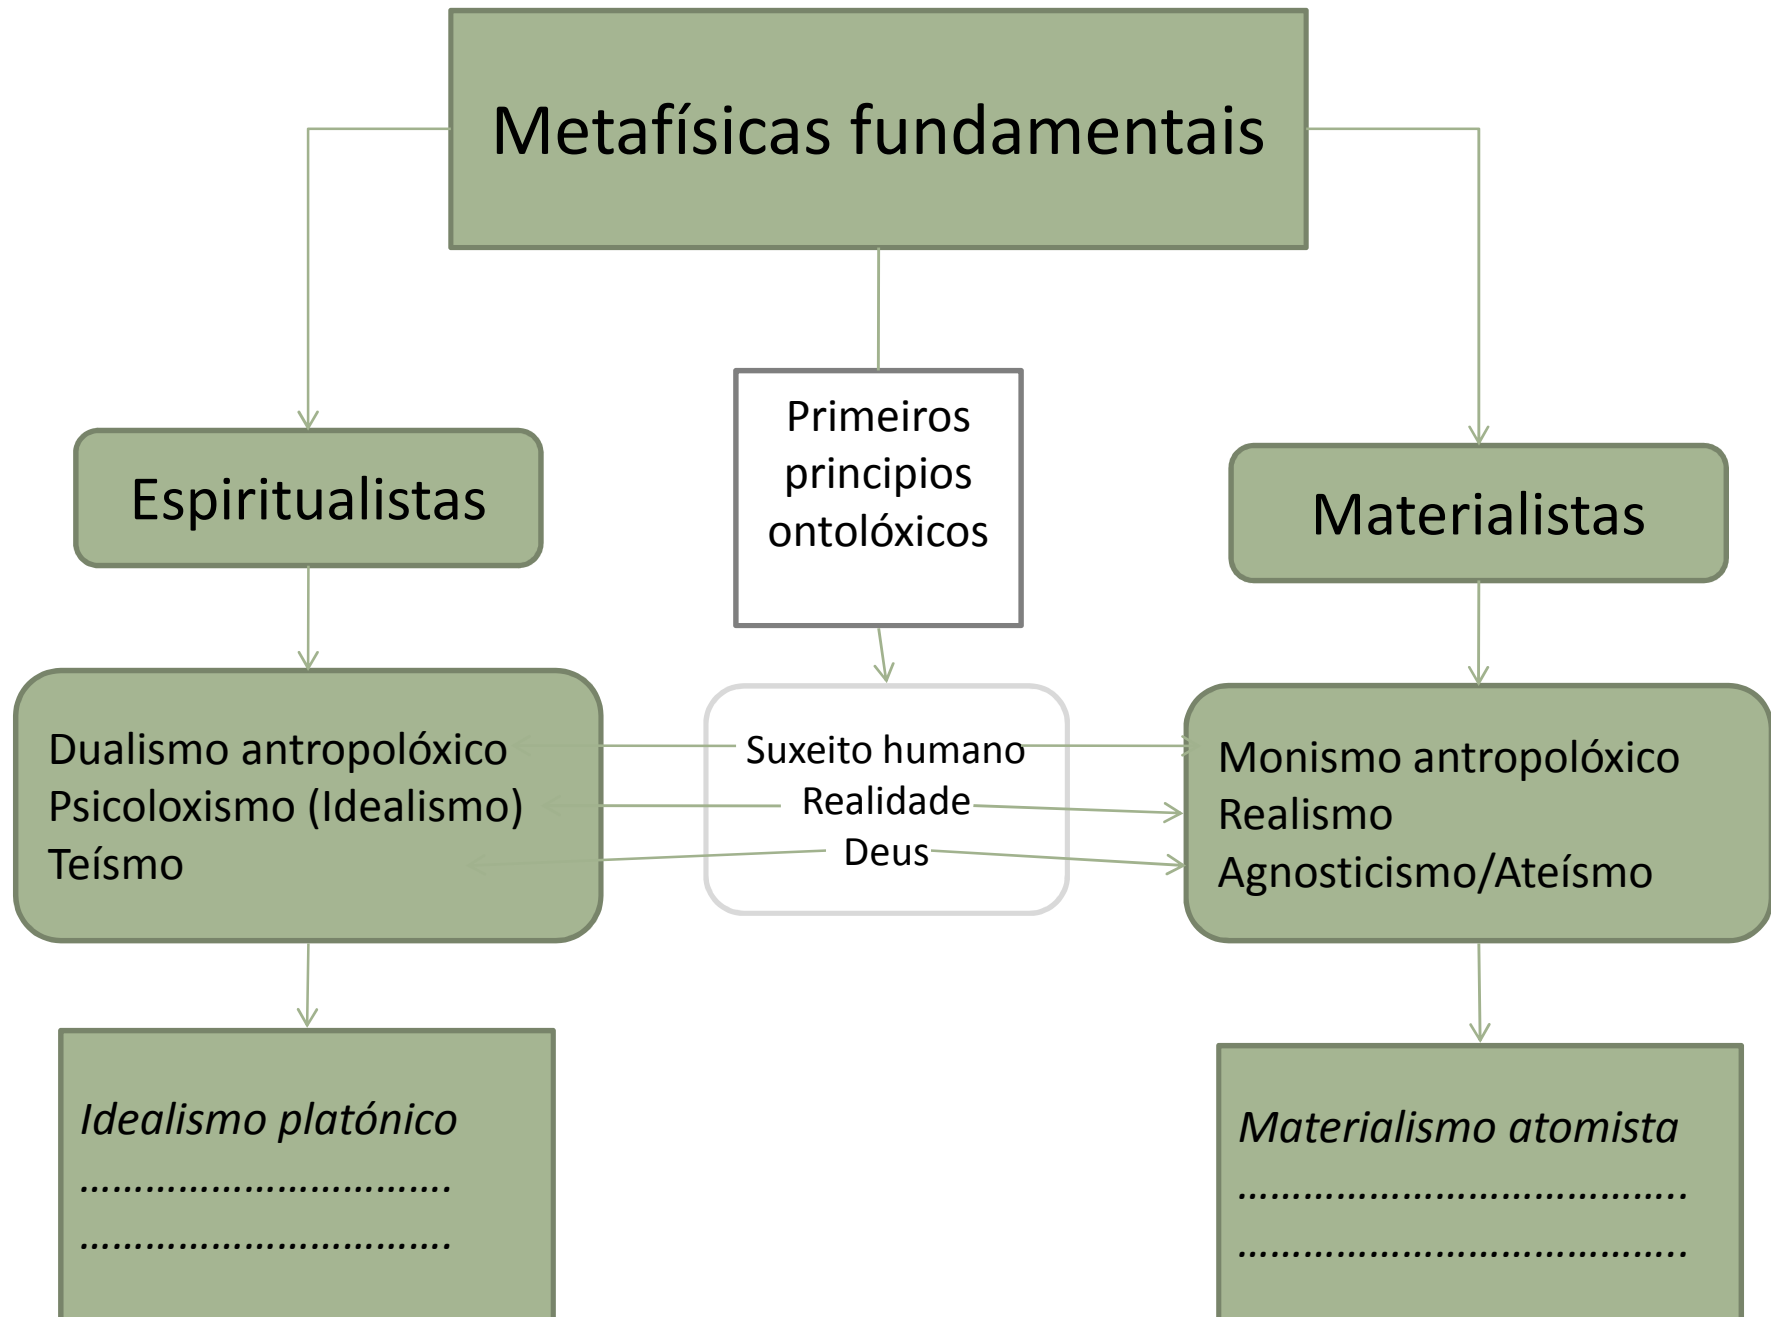 Metafísicas fundamentais
Primeiros
principios
ontolóxicos
Espiritualistas
Materialistas
Dualismo antropolóxico
Psicoloxismo (Idealismo)
Teísmo
Suxeito humano
Realidade
Deus
Monismo antropolóxico
Realismo
Agnosticismo/Ateísmo
Idealismo platónico
…………………………….
…………………………….
Materialismo atomista
…………………………………..
…………………………………..